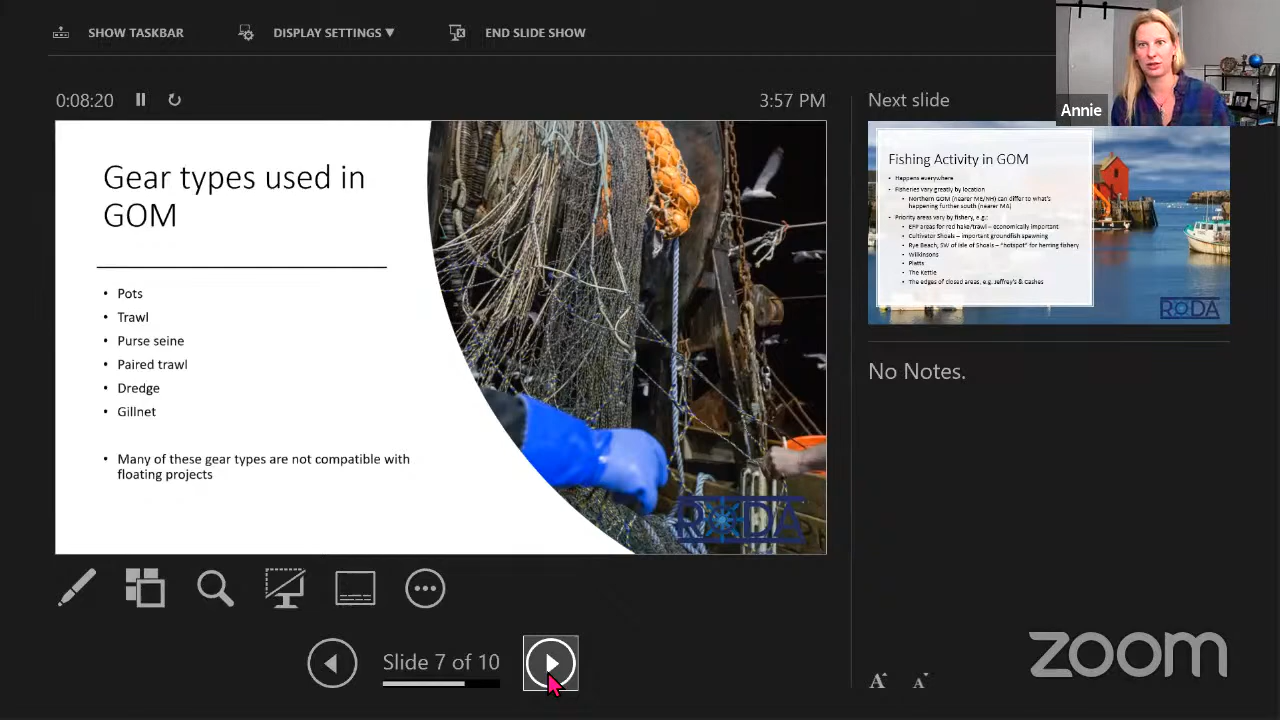 SHOW TASKBAR
DISPLAY SETTINGS ▼
END SLIDE SHOW
0:08:20
3:57 PM
Next slide
Annie
Gear types used in
GOM
• Pots
• Trawl
• Purse seine
• Paired trawl
• Dredge
• Gillnet
• Many of these gear types are not compatible with
floating projects
RODA
Fishing Activity in GOM
• Happens everywhere
• Fisheries vary greatly by location
• Northern GOM (nearer ME/NH) can differ to what's
happening further south (nearer MA)
• Priority areas vary by fishery, e.g.:
• EFP areas for red hake/trawl – economically important
• Cultivator Shoals – important groundfish spawning
• Rye Beach, SW of Isle of Shoals – "hotspot" for herring fishery
• Wilkinsons
• Platts
• The Kettle
• The edges of closed areas, e.g. Jeffrey's & Cashes
RODA
No Notes.
Slide 7 of 10
A A
zoom